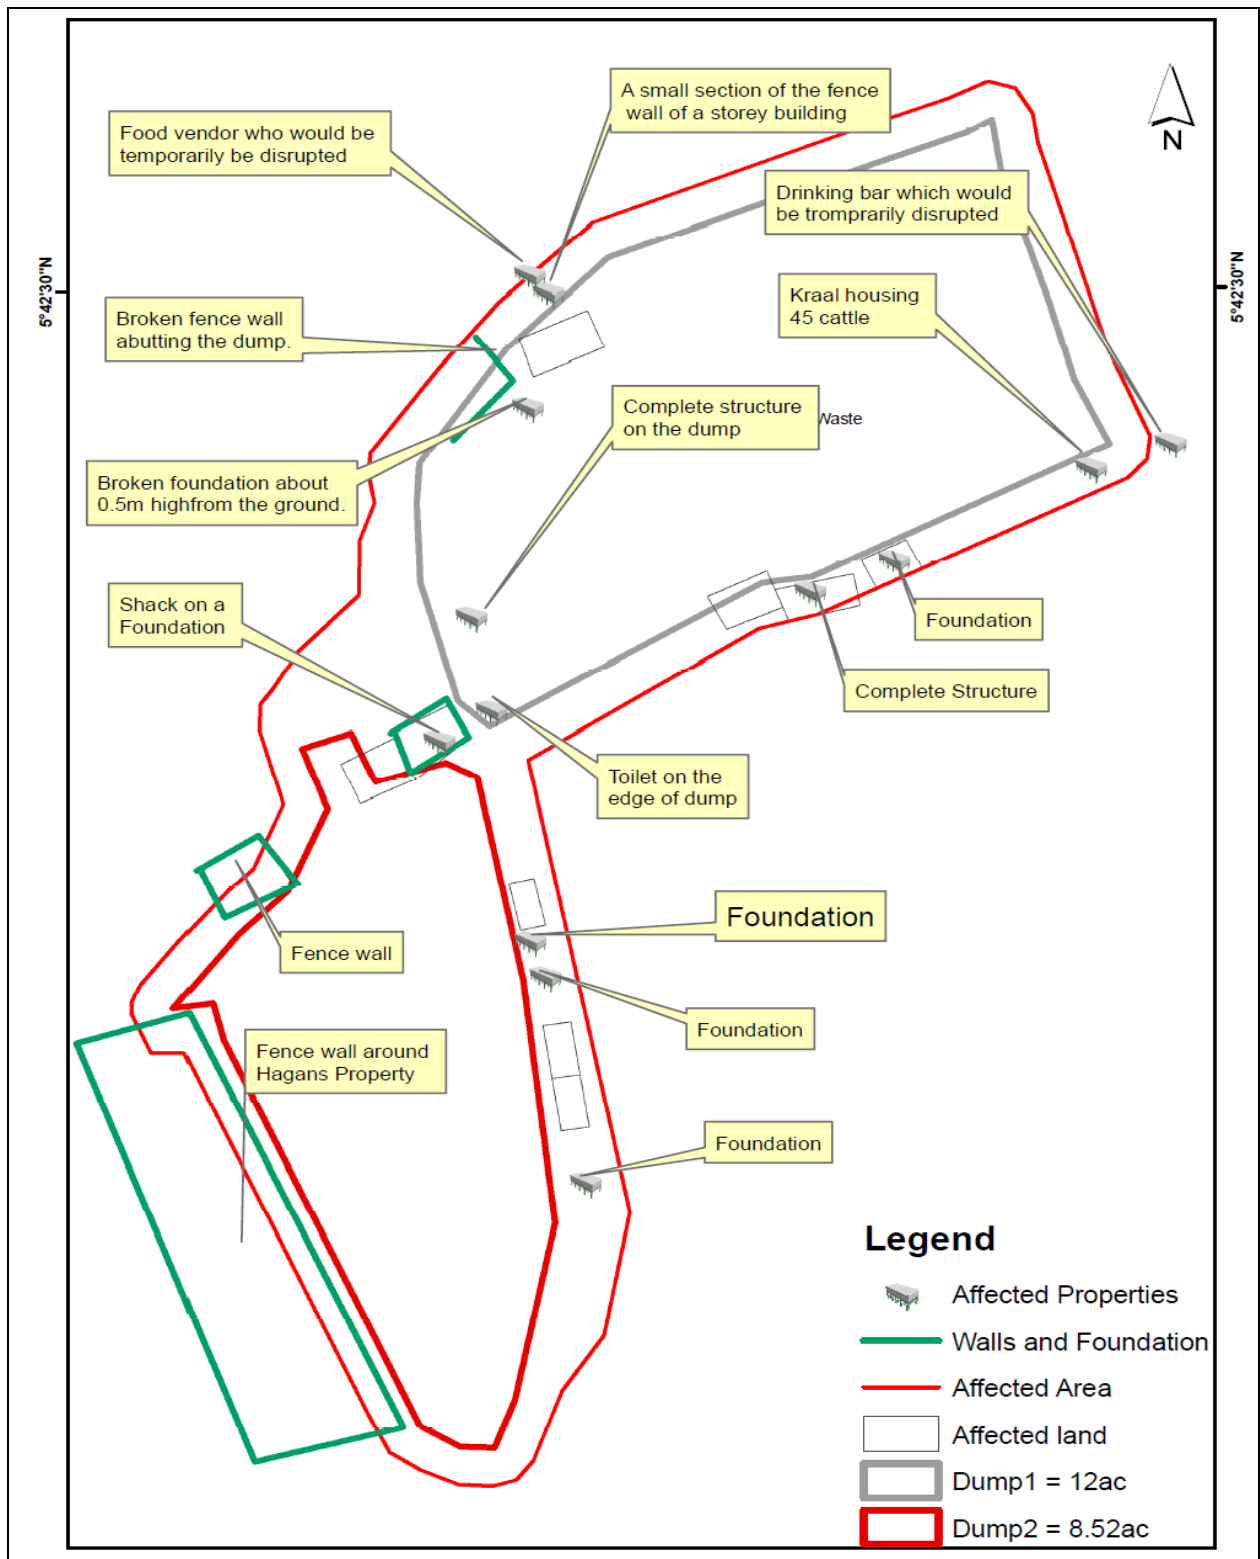 A small section of the fence
wall of a storey building
Food vendor who would be
temporarily be disrupted
N
Drinking bar which would
be tromprarily disrupted
5°42'30"N
5°42'30"N
Kraal housing
45 cattle
Broken fence wall
abutting the dump.
Complete structure
on the dump
Waste
Broken foundation about
0.5m highfrom the ground.
Shack on a
Foundation
Foundation
Complete Structure
Toilet on the
edge of dump
Foundation
Fence wall
Foundation
Fence wall around
Hagans Property
Foundation
Legend
Affected Properties
Walls and Foundation
Affected Area
Affected land
Dump1 = 12ac
Dump2 = 8.52ac